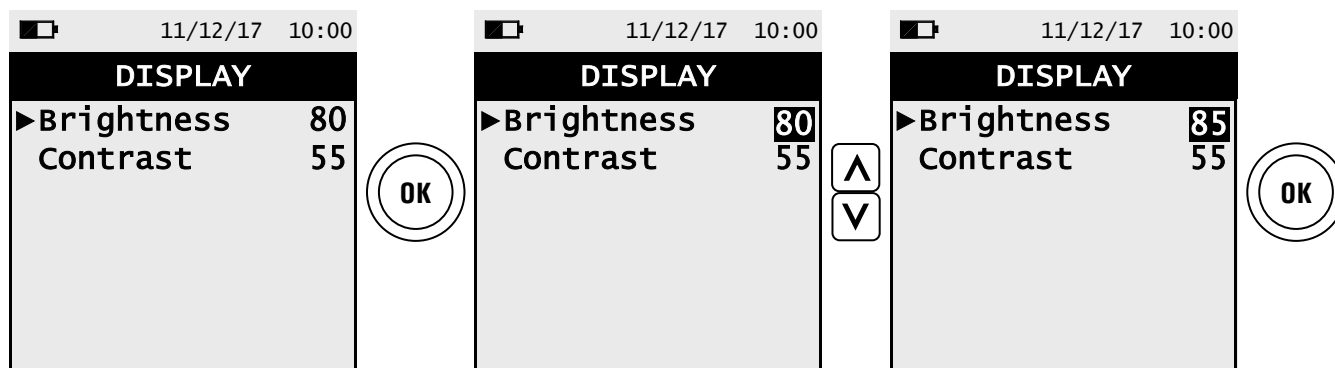 11/12/17 10:00
DISPLAY
►Brightness 80
Contrast 55
OK
11/12/17 10:00
DISPLAY
►Brightness 80
Contrast 55
11/12/17 10:00
DISPLAY
►Brightness 85
Contrast 55
OK